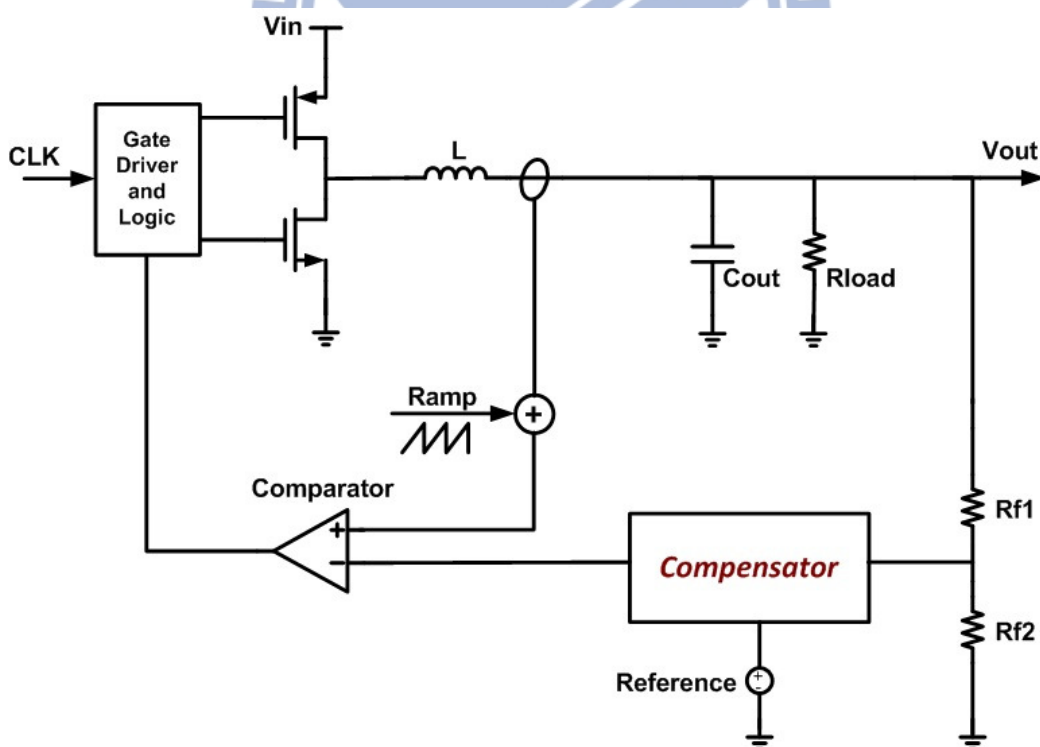 Vin
CLK
Gate
Driver
and
Logic
L
Vout
Cout
Rload
Ramp
+
Comparator
+
−
Compensator
Rf1
Rf2
Reference
+
-